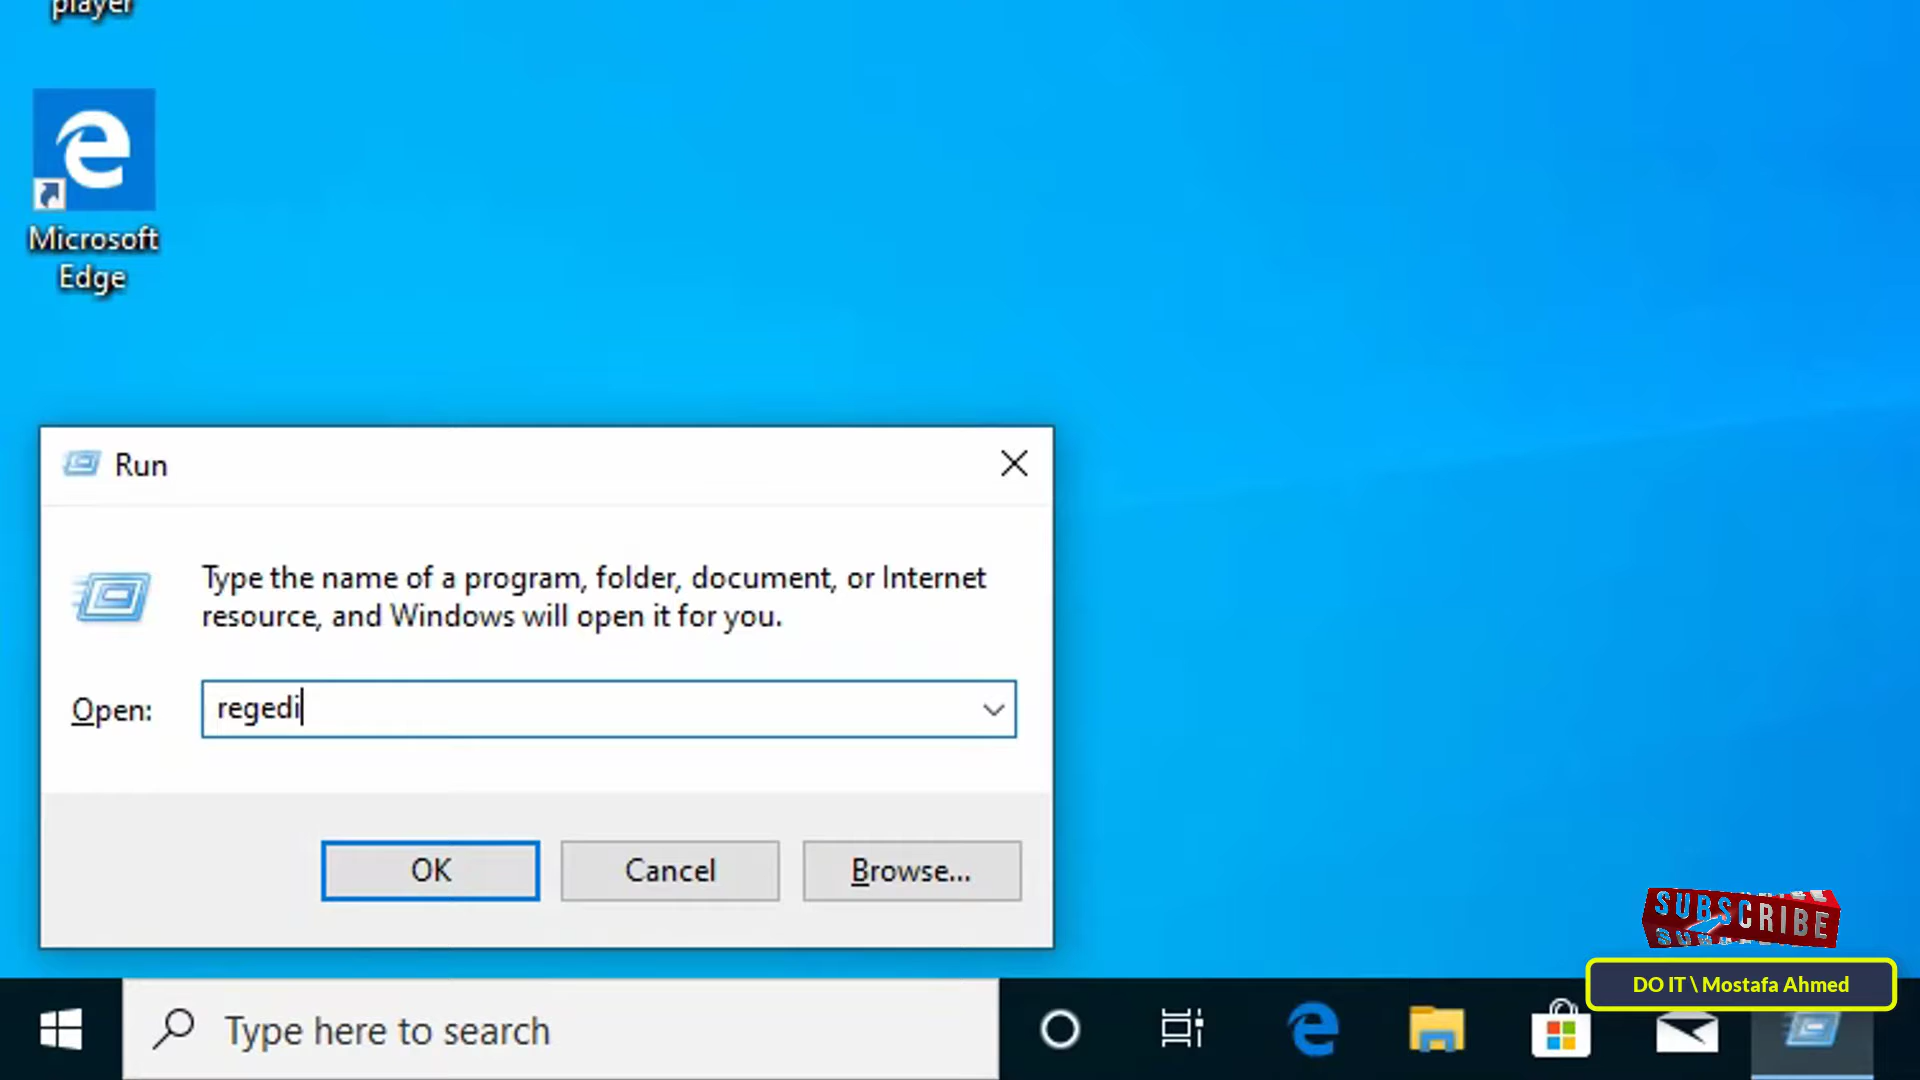 player
Microsoft
Edge
Run
Type the name of a program, folder, document, or Internet
resource, and Windows will open it for you.
Open:
regedi
OK
Cancel
Browse...
SUBSCRIBE
DO IT \ Mostafa Ahmed
Type here to search